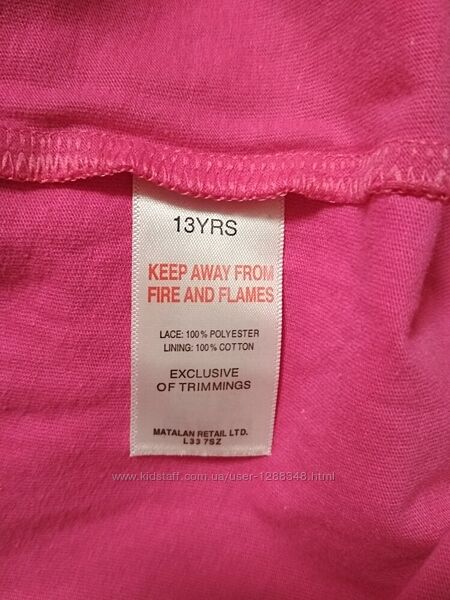 13YRS
KEEP AWAY FROM
FIRE AND FLAMES
LACE: 100% POLYESTER
LINING: 100% COTTON
EXCLUSIVE
OF TRIMMINGS
MATALAN RETAIL LTD.
L33 7SZ
www.kidstaff.com.ua/user-1288348.html